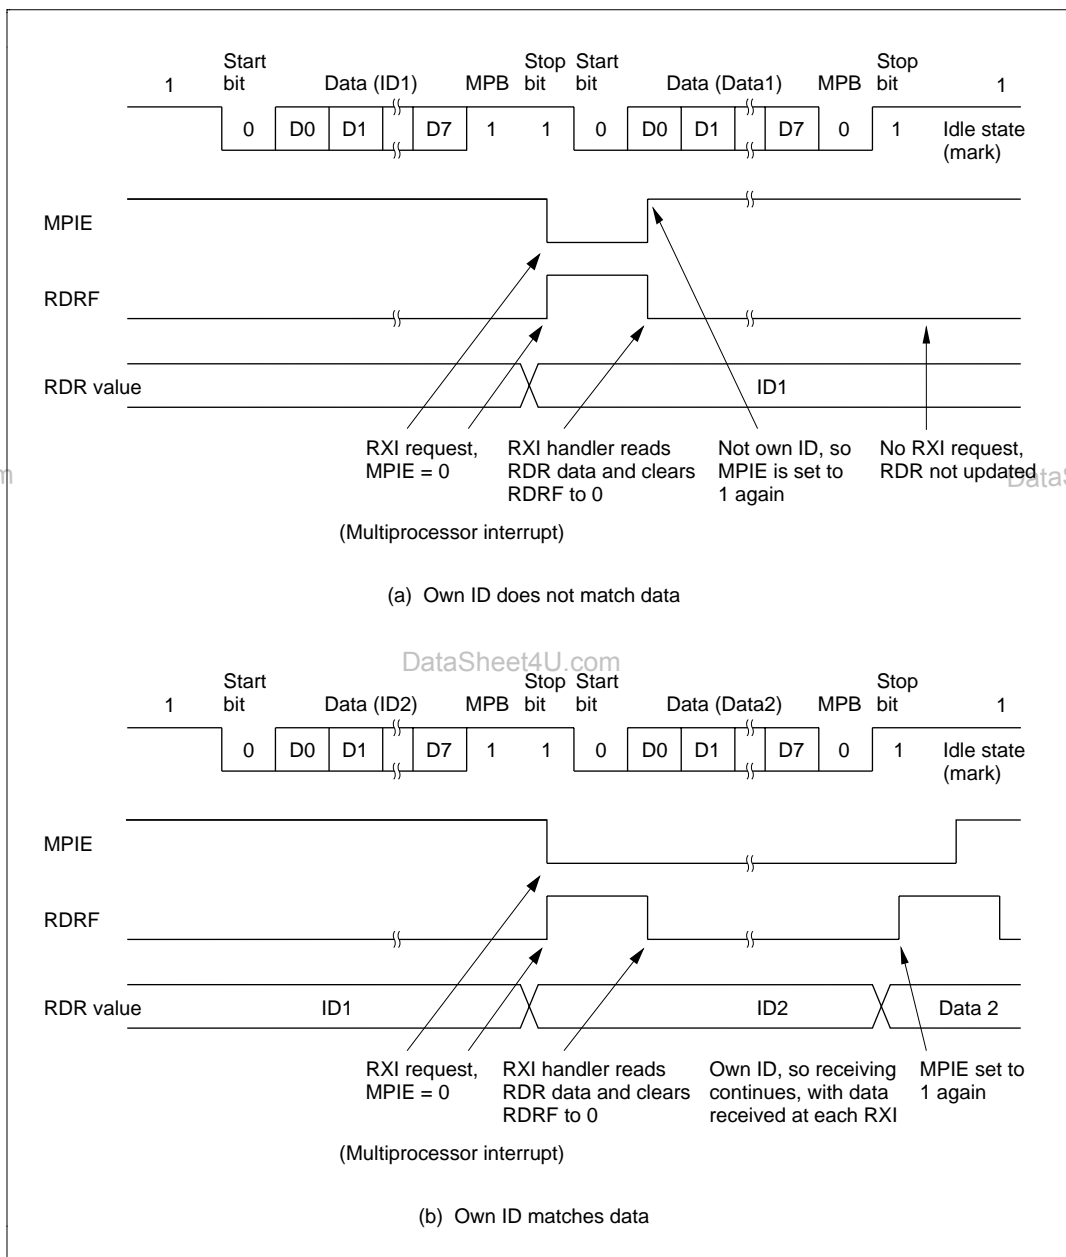 Start Stop Start Stop
1 bit Data (ID1) MPB bit bit Data (Data1) MPB bit 1
0 D0 D1 D7 1 1 0 D0 D1 D7 0 1 Idle state
(mark)
MPIE
RDRF
RDR value ID1
RXI request,
MPIE = 0
RXI handler reads
RDR data and clears
RDRF to 0
Not own ID, so
MPIE is set to
1 again
No RXI request,
RDR not updated
(Multiprocessor interrupt)
(a) Own ID does not match data
DataSheet4U.com
Start Stop Start Stop
1 bit Data (ID2) MPB bit bit Data (Data2) MPB bit 1
0 D0 D1 D7 1 1 0 D0 D1 D7 0 1 Idle state
(mark)
MPIE
RDRF
RDR value ID1 ID2 Data 2
RXI request,
MPIE = 0
RXI handler reads
RDR data and clears
RDRF to 0
Own ID, so receiving
continues, with data
received at each RXI
MPIE set to
1 again
(Multiprocessor interrupt)
(b) Own ID matches data